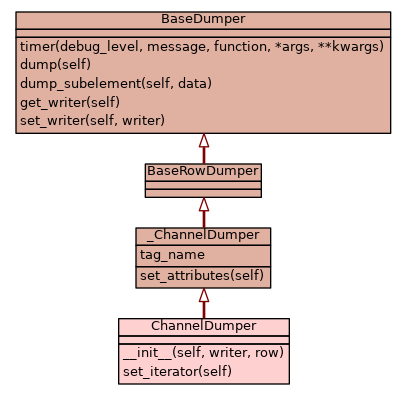 BaseDumper
timer(debug_level, message, function, *args, **kwargs)
dump(self)
dump_subelement(self, data)
get_writer(self)
set_writer(self, writer)
BaseRowDumper
_ChannelDumper
tag_name
set_attributes(self)
ChannelDumper
__init__(self, writer, row)
set_iterator(self)